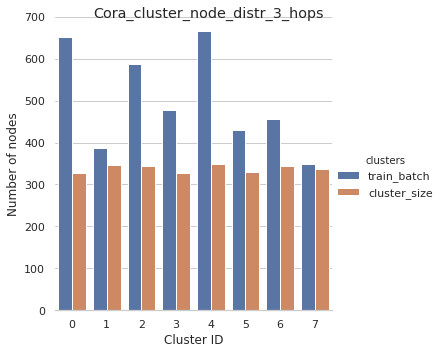 Cora_cluster_node_distr_3_hops
700
600
500
400
300
200
100
0
Number of nodes
0 1 2 3 4 5 6 7
Cluster ID
clusters
train_batch
cluster_size